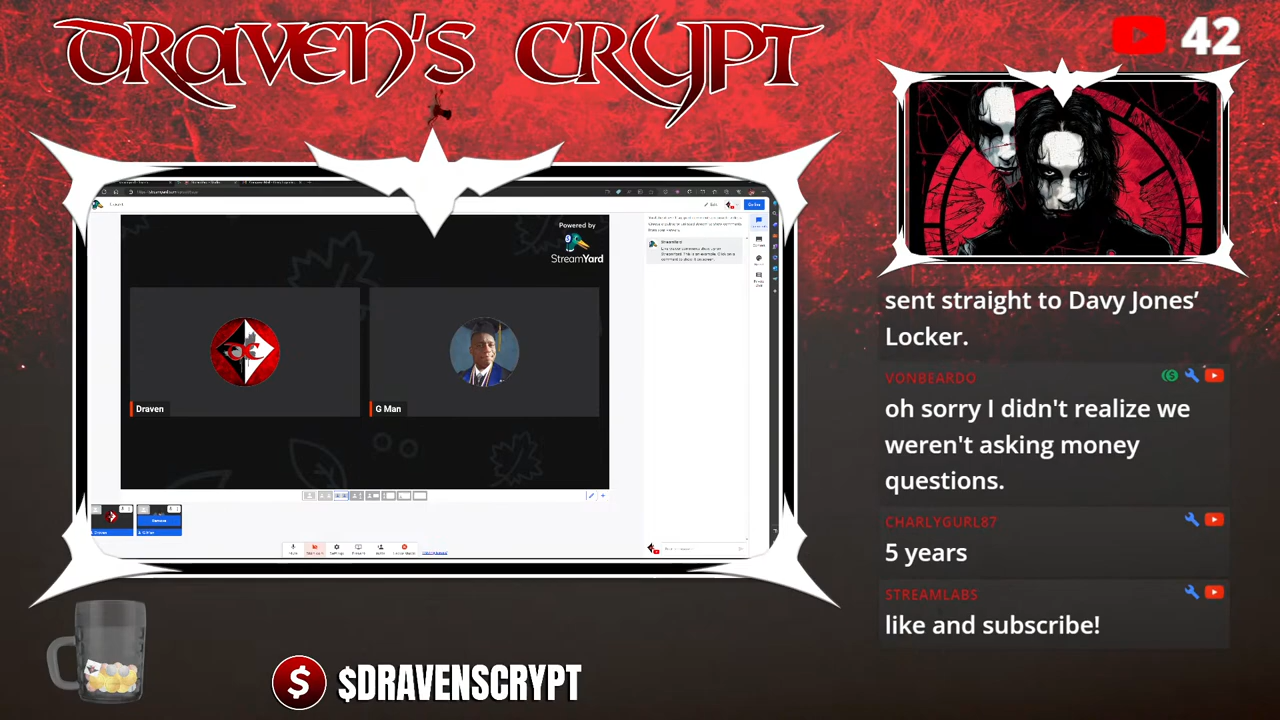 DRAVEN'S CRYPT
42
Powered by
StreamYard
Draven
G Man
sent straight to Davy Jones’
Locker.
VONBEARDO
oh sorry I didn't realize we
weren't asking money
questions.
CHARLYGURL87
5 years
STREAMLABS
like and subscribe!
$
$DRAVENSCRYPT